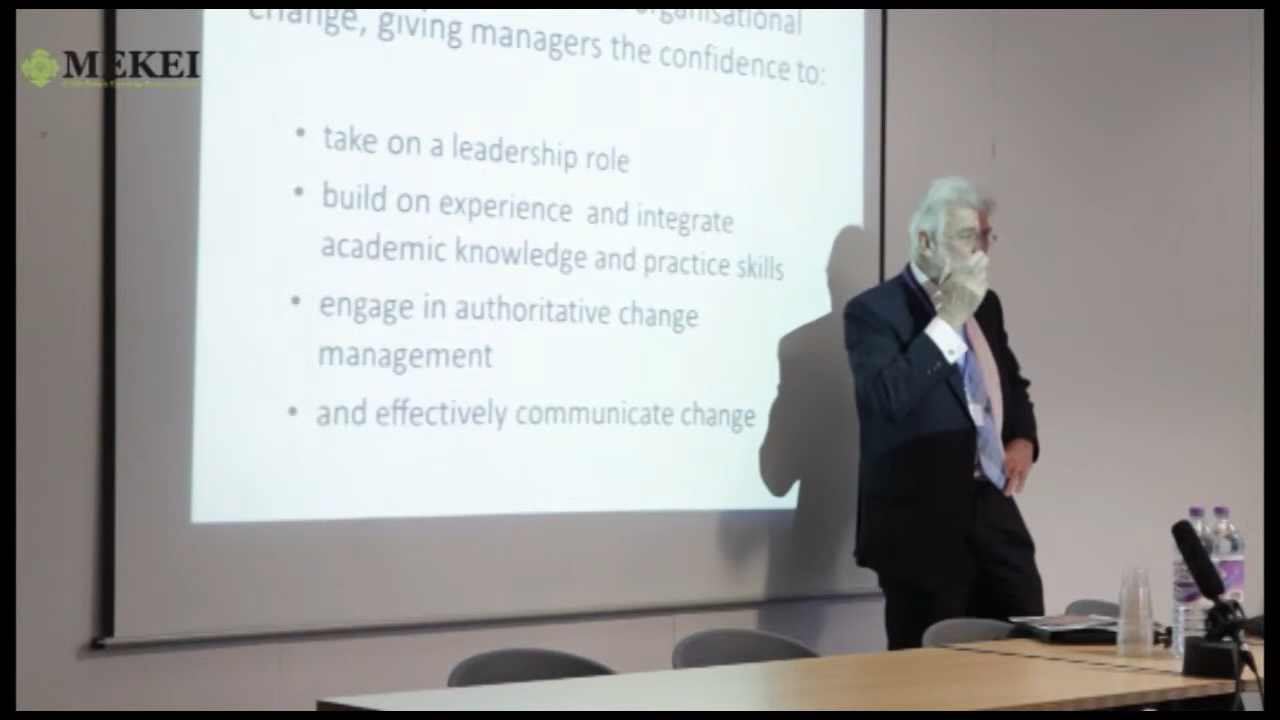 MEKEI
organisational
change, giving managers the confidence to:
• take on a leadership role
• build on experience and integrate
academic knowledge and practice skills
• engage in authoritative change
management
• and effectively communicate change